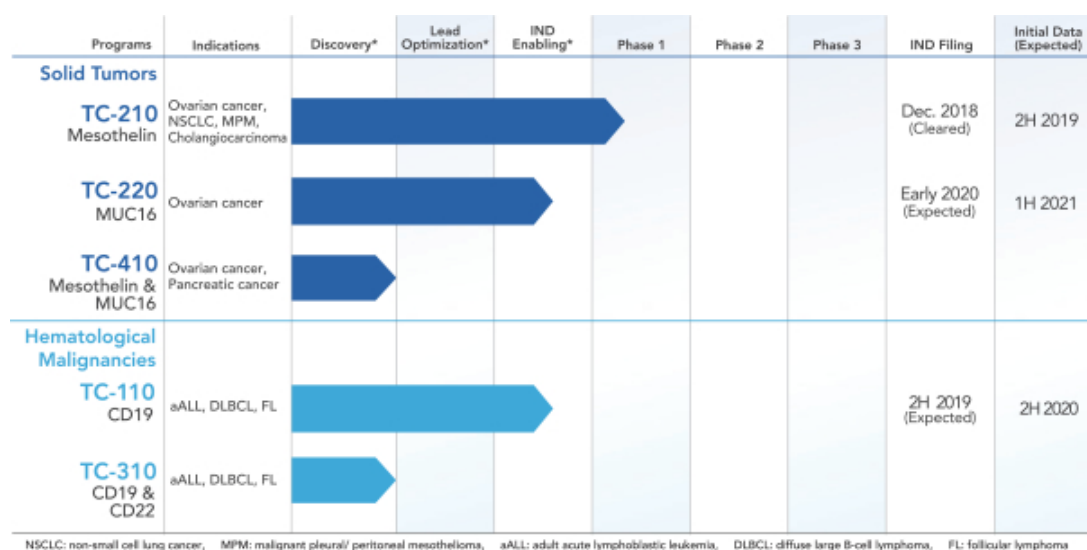 Programs Indications Discovery* Lead Optimization* IND Enabling* Phase 1 Phase 2 Phase 3 IND Filing Initial Data (Expected)
Solid Tumors
TC-210
Mesothelin
Ovarian cancer,
NSCLC, MPM,
Cholangiocarcinoma
Dec. 2018
(Cleared)
2H 2019
TC-220
MUC16
Ovarian cancer
Early 2020
(Expected)
1H 2021
TC-410
Mesothelin &
MUC16
Ovarian cancer,
Pancreatic cancer
Hematological
Malignancies
TC-110
CD19
aALL, DLBCL, FL
2H 2019
(Expected)
2H 2020
TC-310
CD19 &
CD22
aALL, DLBCL, FL
NSCLC: non-small cell lung cancer, MPM: malignant pleural/ peritoneal mesothelioma, aALL: adult acute lymphoblastic leukemia, DLBCL: diffuse large B-cell lymphoma, FL: follicular lymphoma